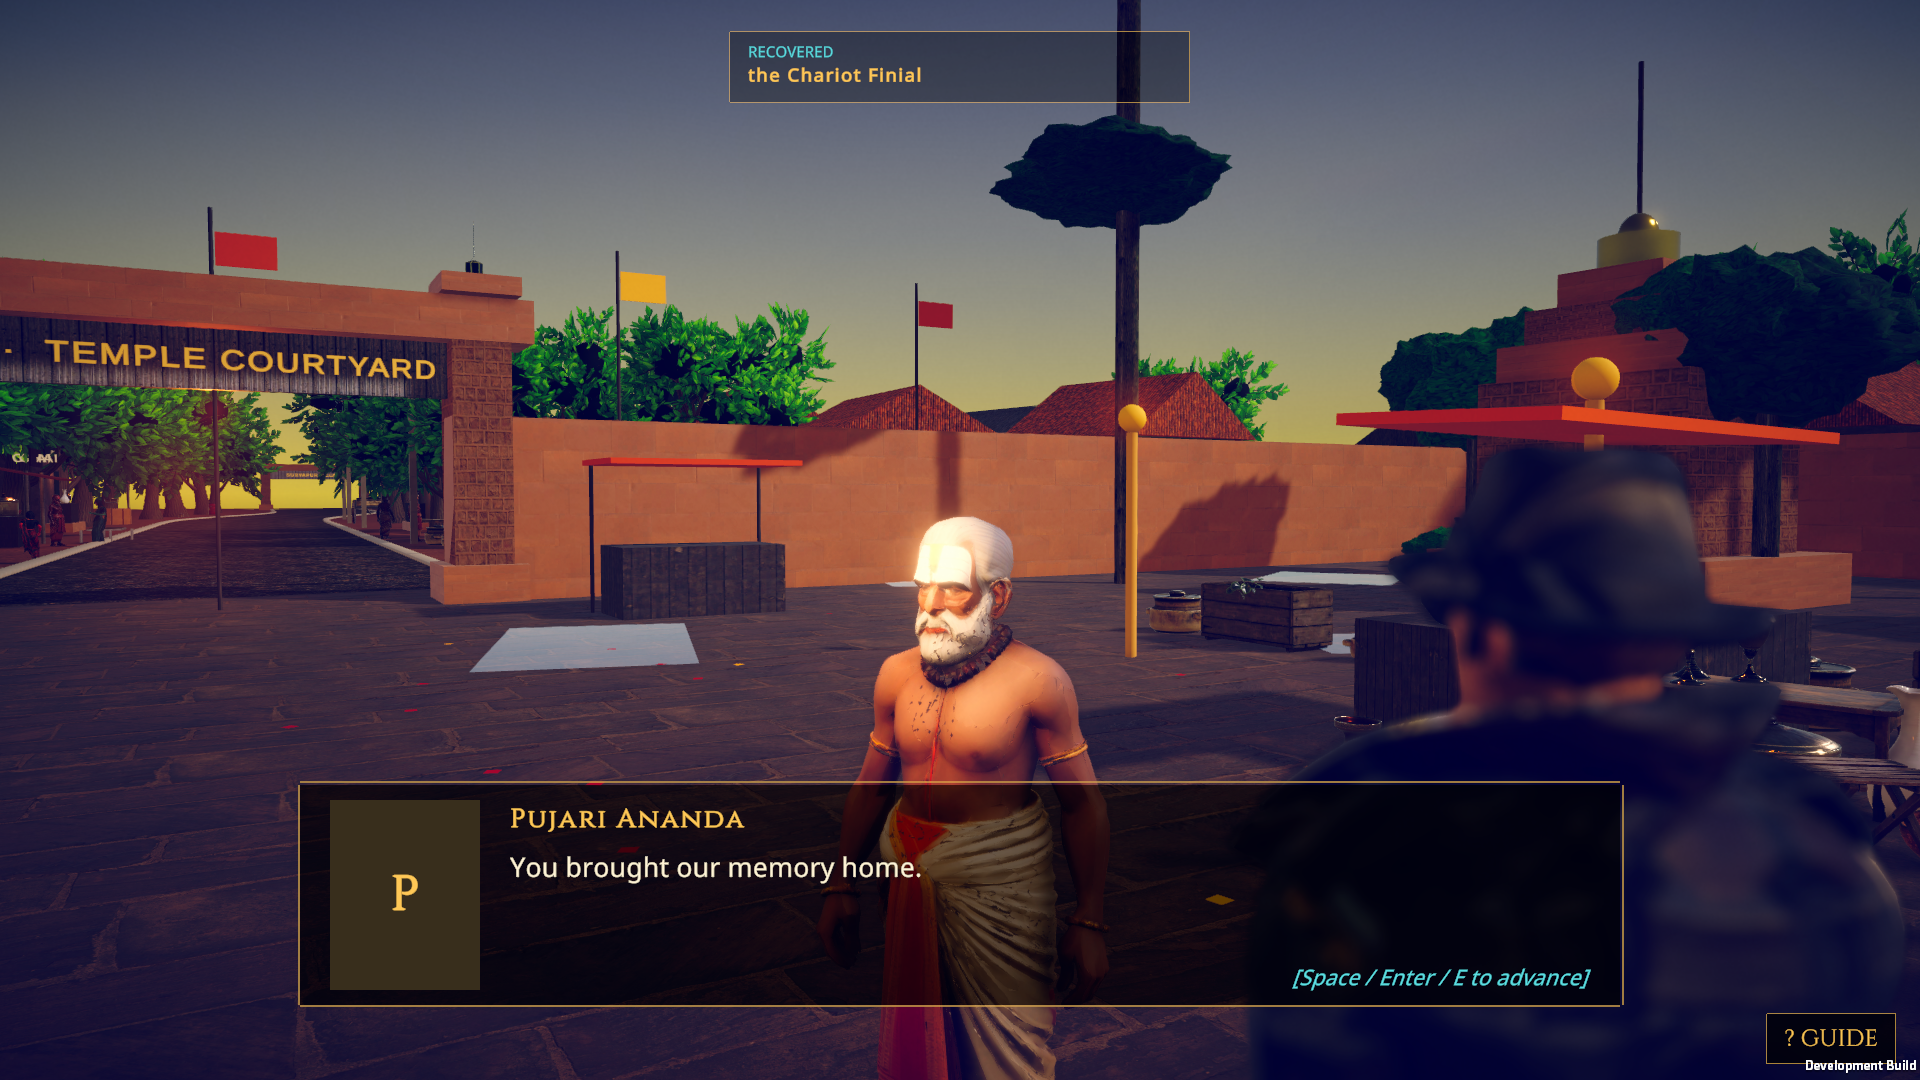 RECOVERED
the Chariot Finial
TEMPLE COURTYARD
PUJARI ANANDA
P
You brought our memory home.
[Space / Enter / E to advance]
? GUIDE
Development Build